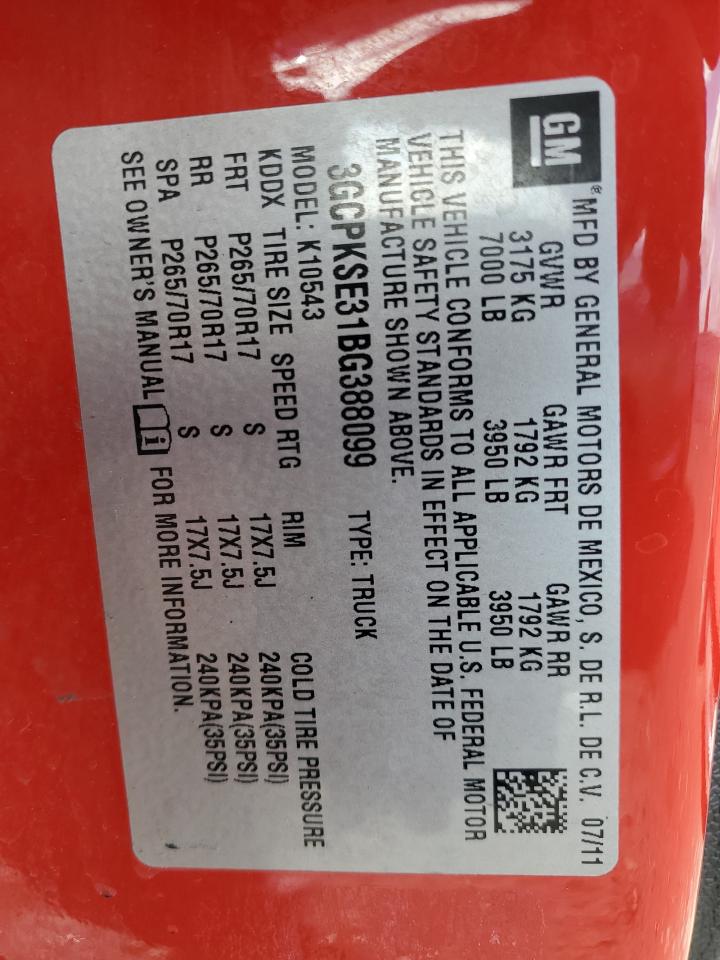 GM
® MFD BY GENERAL MOTORS DE MEXICO, S. DE R.L. DE C.V. 07/11
GVWR GAWR FRT GAWR RR
3175 KG 1792 KG 1792 KG
7000 LB 3950 LB 3950 LB
THIS VEHICLE CONFORMS TO ALL APPLICABLE U.S. FEDERAL MOTOR
VEHICLE SAFETY STANDARDS IN EFFECT ON THE DATE OF
MANUFACTURE SHOWN ABOVE.
3GCPKSE31BG388099 TYPE: TRUCK
MODEL: K10543
KDDX TIRE SIZE SPEED RTG RIM COLD TIRE PRESSURE
FRT P265/70R17 S 17X7.5J 240KPA(35PSI)
RR P265/70R17 S 17X7.5J 240KPA(35PSI)
SPA P265/70R17 S 17X7.5J 240KPA(35PSI)
SEE OWNER'S MANUAL i FOR MORE INFORMATION.